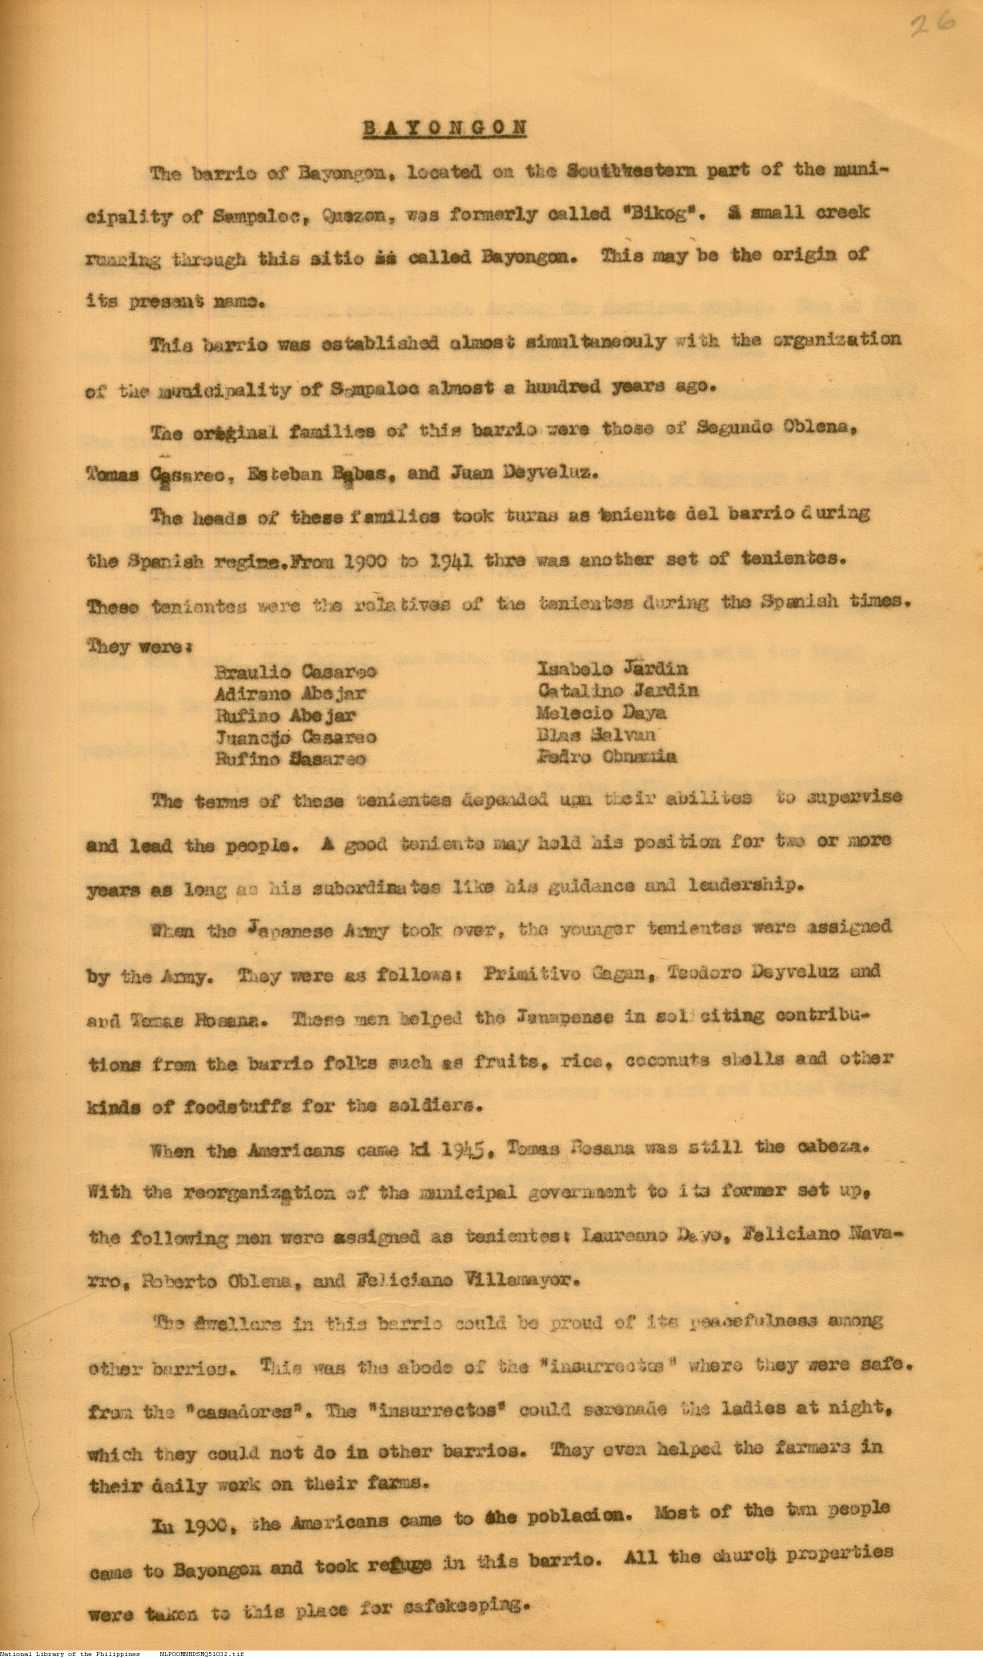 26
BAYONGON
The barrio of Bayongon, located on the Southwestern part of the muni-
cipality of Sampaloc, Quezon, was formerly called "Bikog". A small creek
running through this sitio is called Bayongon. This may be the origin of
its present name.
This barrio was established almost simultaneouly with the organization
of the municipality of Sampaloc almost a hundred years ago.
The original families of this barrio were those of Segundo Oblena,
Tomas Casareo, Esteban Babas, and Juan Deyveluz.
The heads of these families took turns as teniente del barrio during
the Spanish regime.From 1900 to 1941 thre was another set of tenientes.
These tenientes were the relatives of the tenientes during the Spanish times.
They were:
Braulio Casareo Isabelo Jardin
Adirano Abejar Catalino Jardin
Rufino Abejar Melecio Daya
Juancio Casareo Blas Salvan
Rufino Sasareo Pedro Obnamia
The terms of these tenientes depended upn their abilites to supervise
and lead the people. A good teniente may hold his position for two or more
years as long as his subordinates like his guidance and leadership.
When the Japanese Army took over, the younger tenientes were assigned
by the Army. They were as follows: Primitivo Gagan, Teodoro Deyveluz and
and Tomas Rosana. These men helped the Janapense in soliciting contribu-
tions from the barrio folks such as fruits, rice, coconuts shells and other
kinds of foodstuffs for the soldiers.
When the Americans came ki 1945, Tomas Rosana was still the cabeza.
With the reorganization of the municipal government to its former set up,
the following men were assigned as tenientes: Laureano Dayo, Feliciano Nava-
rro, Roberto Oblena, and Feliciano Villamayor.
The dwellers in this barrio could be proud of its peacefulness among
other barrios. This was the abode of the "insurrectos" where they were safe.
from the "casadores". The "insurrectos" could serenade the ladies at night,
which they could not do in other barrios. They even helped the farmers in
their daily work on their farms.
In 1900, the Americans came to the poblacion. Most of the twn people
came to Bayongon and took refuge in this barrio. All the church properties
were taken to this place for safekeeping.
National Library of the Philippines NLPOOMNHDSMQ51032.tif